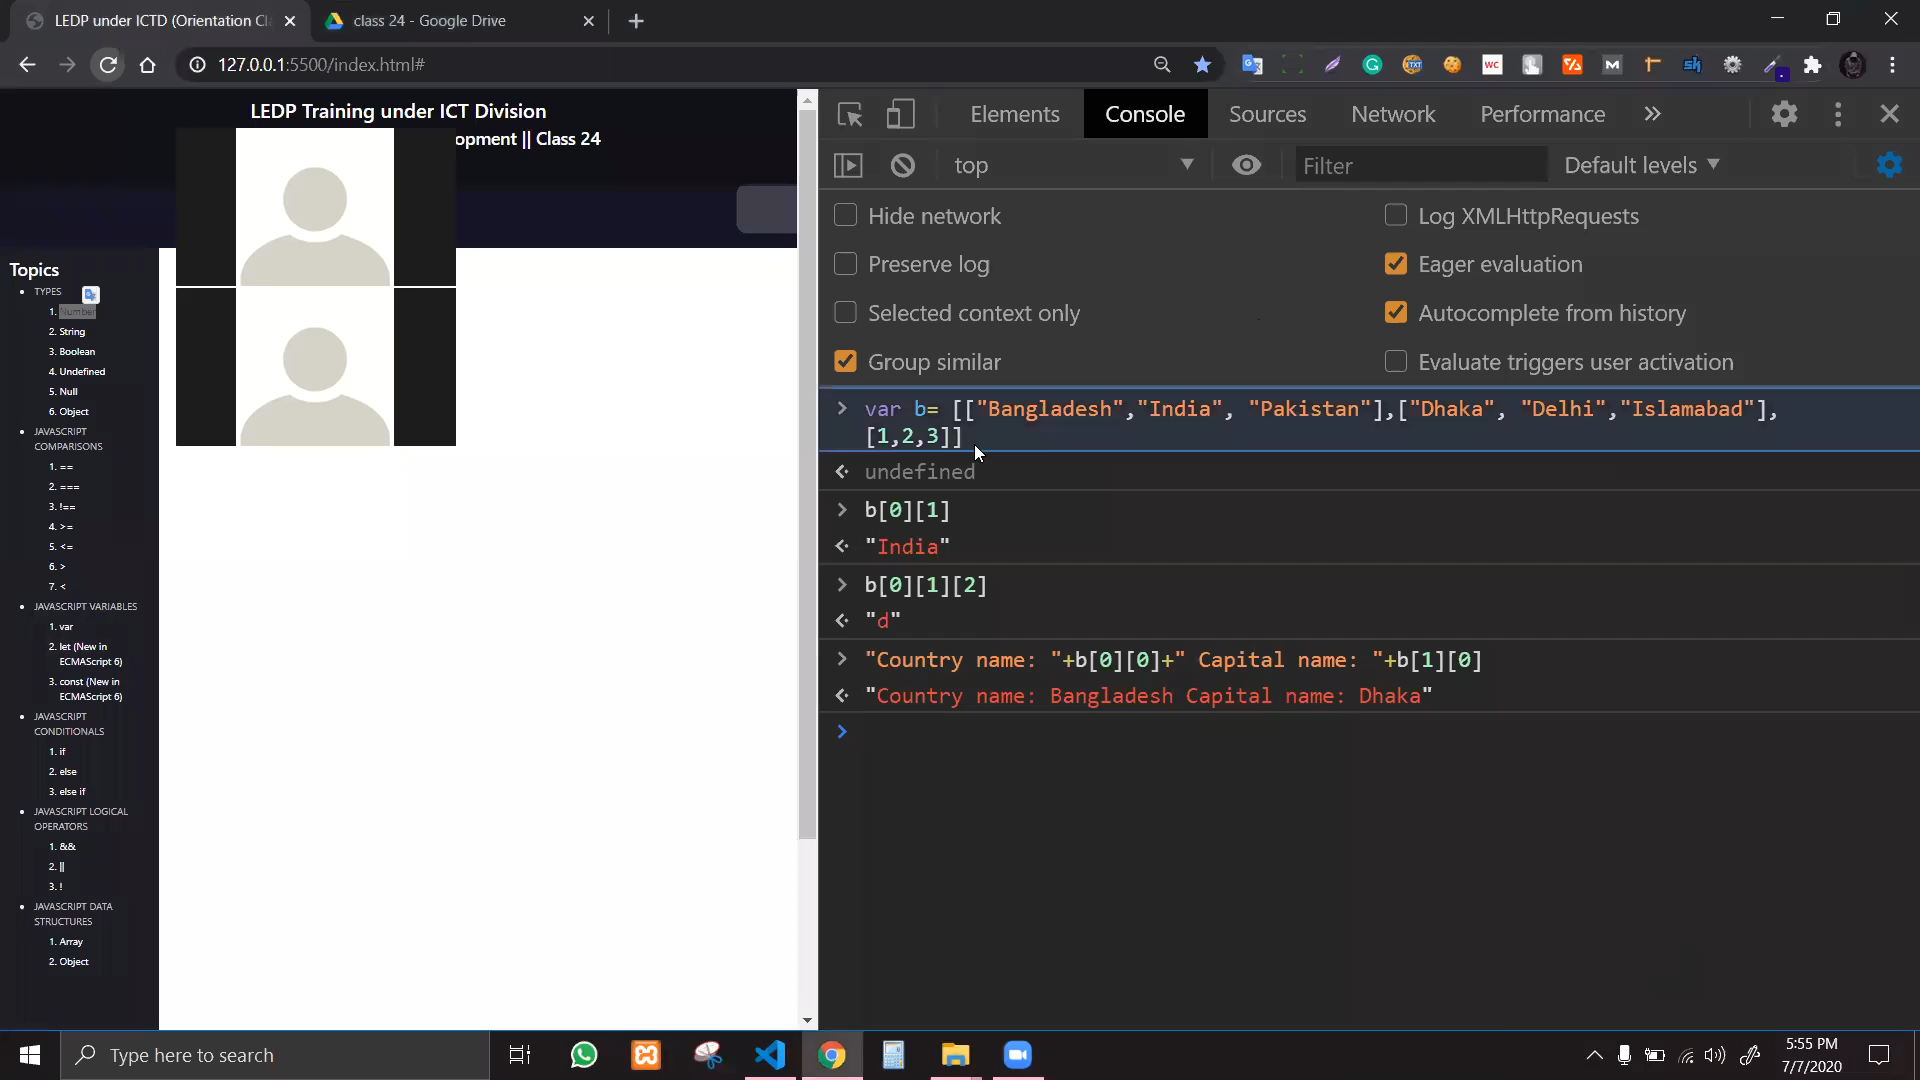 LEDP under ICTD (Orientation Cl
class 24 - Google Drive
127.0.0.1:5500/index.html#
LEDP Training under ICT Division
opment || Class 24
Topics
TYPES
1. Number
2. String
3. Boolean
4. Undefined
5. Null
6. Object
JAVASCRIPT
COMPARISONS
1. ==
2. ===
3. !==
4. >=
5. <=
6. >
7. <
JAVASCRIPT VARIABLES
1. var
2. let (New in
ECMAScript 6)
3. const (New in
ECMAScript 6)
JAVASCRIPT
CONDITIONALS
1. if
2. else
3. else if
JAVASCRIPT LOGICAL
OPERATORS
1. &&
2. ||
3. !
JAVASCRIPT DATA
STRUCTURES
1. Array
2. Object
Elements Console Sources Network Performance
top Filter Default levels
Hide network Log XMLHttpRequests
Preserve log Eager evaluation
Selected context only Autocomplete from history
Group similar Evaluate triggers user activation
> var b= [["Bangladesh","India", "Pakistan"],["Dhaka", "Delhi","Islamabad"],
[1,2,3]]
undefined
> b[0][1]
"India"
> b[0][1][2]
"d"
> "Country name: "+b[0][0]+" Capital name: "+b[1][0]
"Country name: Bangladesh Capital name: Dhaka"
>
Type here to search
5:55 PM
7/7/2020